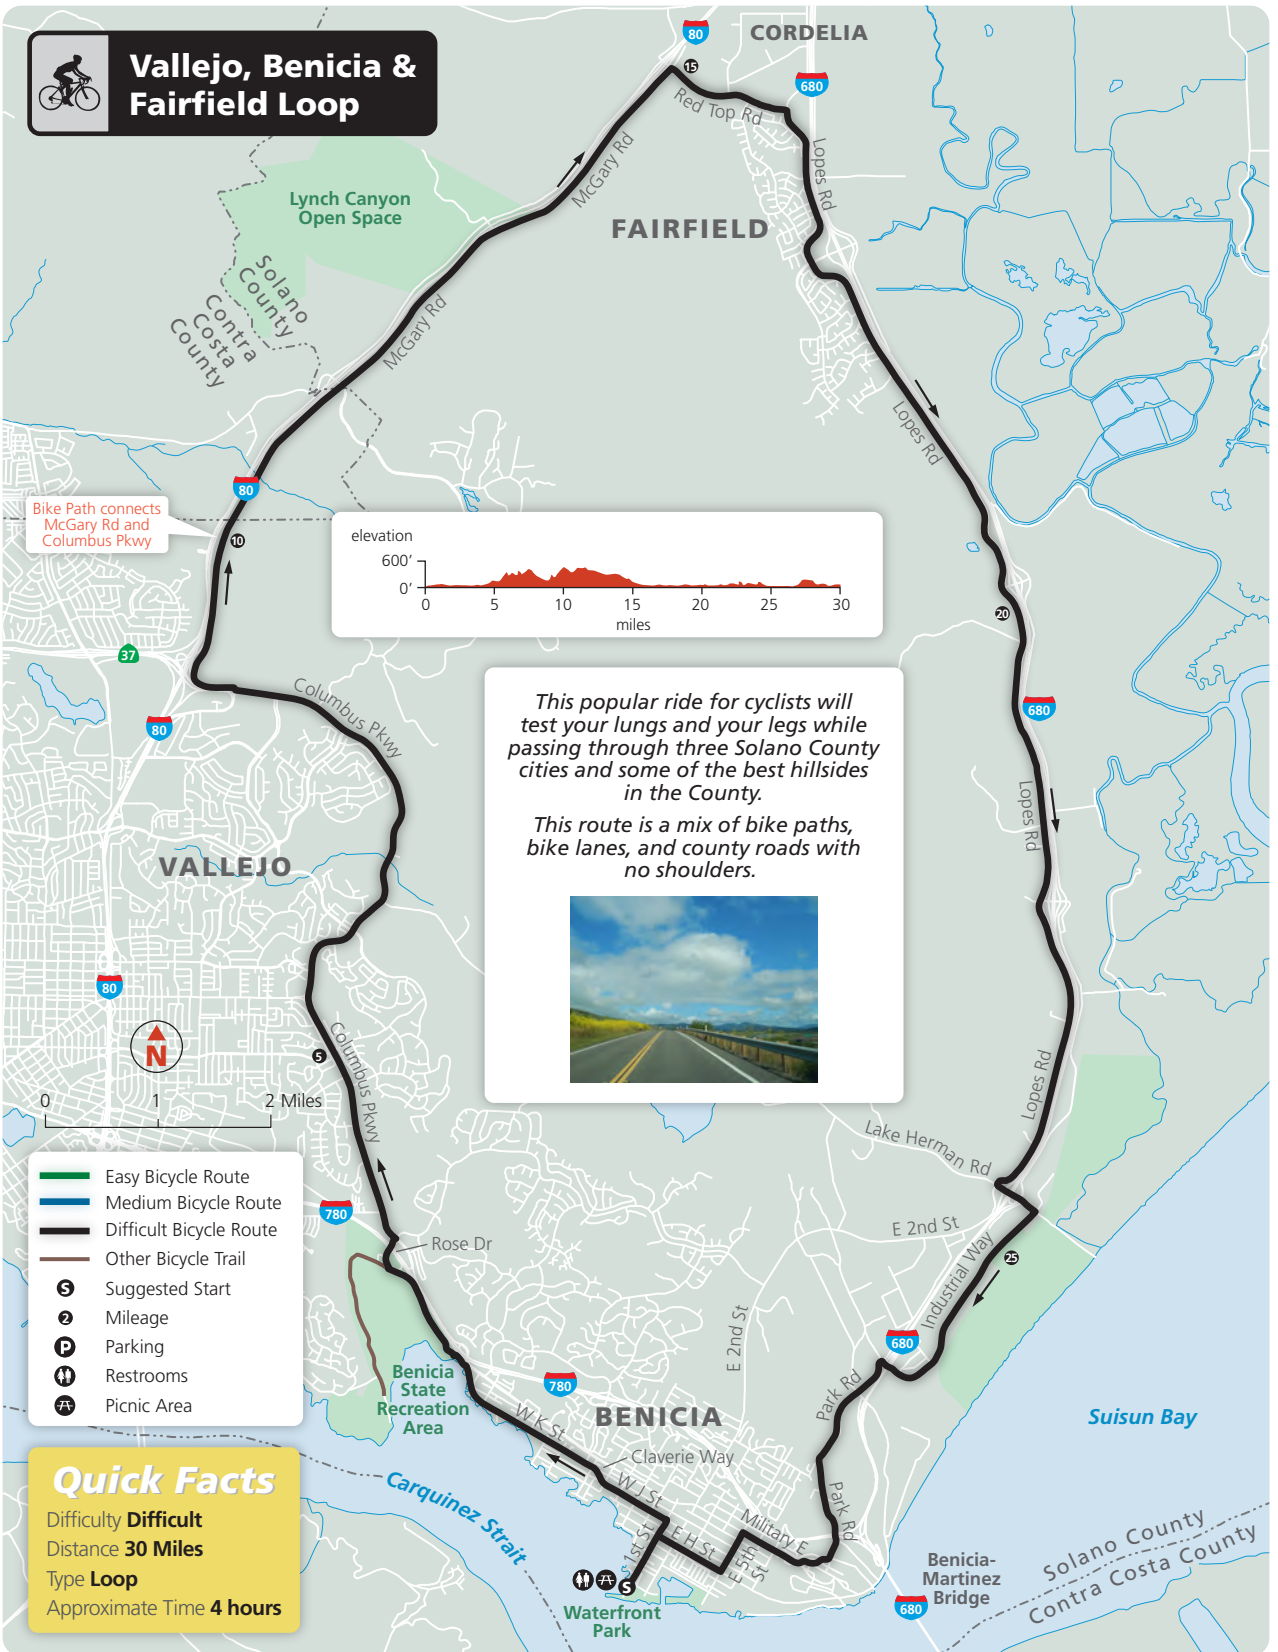 Vallejo, Benicia &
Fairfield Loop
80
CORDELIA
15
680
Red Top Rd
McGary Rd
Lopes Rd
Lynch Canyon
Open Space
FAIRFIELD
Solano
County
Contra
Costa
County
McGary Rd
Lopes Rd
80
Bike Path connects
McGary Rd and
Columbus Pkwy
10
elevation
600'
0'
0 5 10 15 20 25 30
miles
20
37
80
Columbus Pkwy
680
This popular ride for cyclists will
test your lungs and your legs while
passing through three Solano County
cities and some of the best hillsides
in the County.
This route is a mix of bike paths,
bike lanes, and county roads with
no shoulders.
Lopes Rd
VALLEJO
80
N
5
Columbus Pkwy
0 1 2 Miles
Lopes Rd
Lake Herman Rd
Easy Bicycle Route
Medium Bicycle Route
Difficult Bicycle Route
Other Bicycle Trail
S Suggested Start
2 Mileage
P Parking
Restrooms
Picnic Area
780
Rose Dr
E 2nd St
Industrial Way
25
E 2nd St
680
Benicia
State
Recreation
Area
780
Park Rd
BENICIA
W K St
Suisun Bay
Claverie Way
W J St
Carquinez Strait
Park Rd
Military E
E H St
E 5th
St
1st St
S
Waterfront
Park
Benicia-
Martinez
Bridge
680
Solano County
Contra Costa County
Quick Facts
Difficulty Difficult
Distance 30 Miles
Type Loop
Approximate Time 4 hours